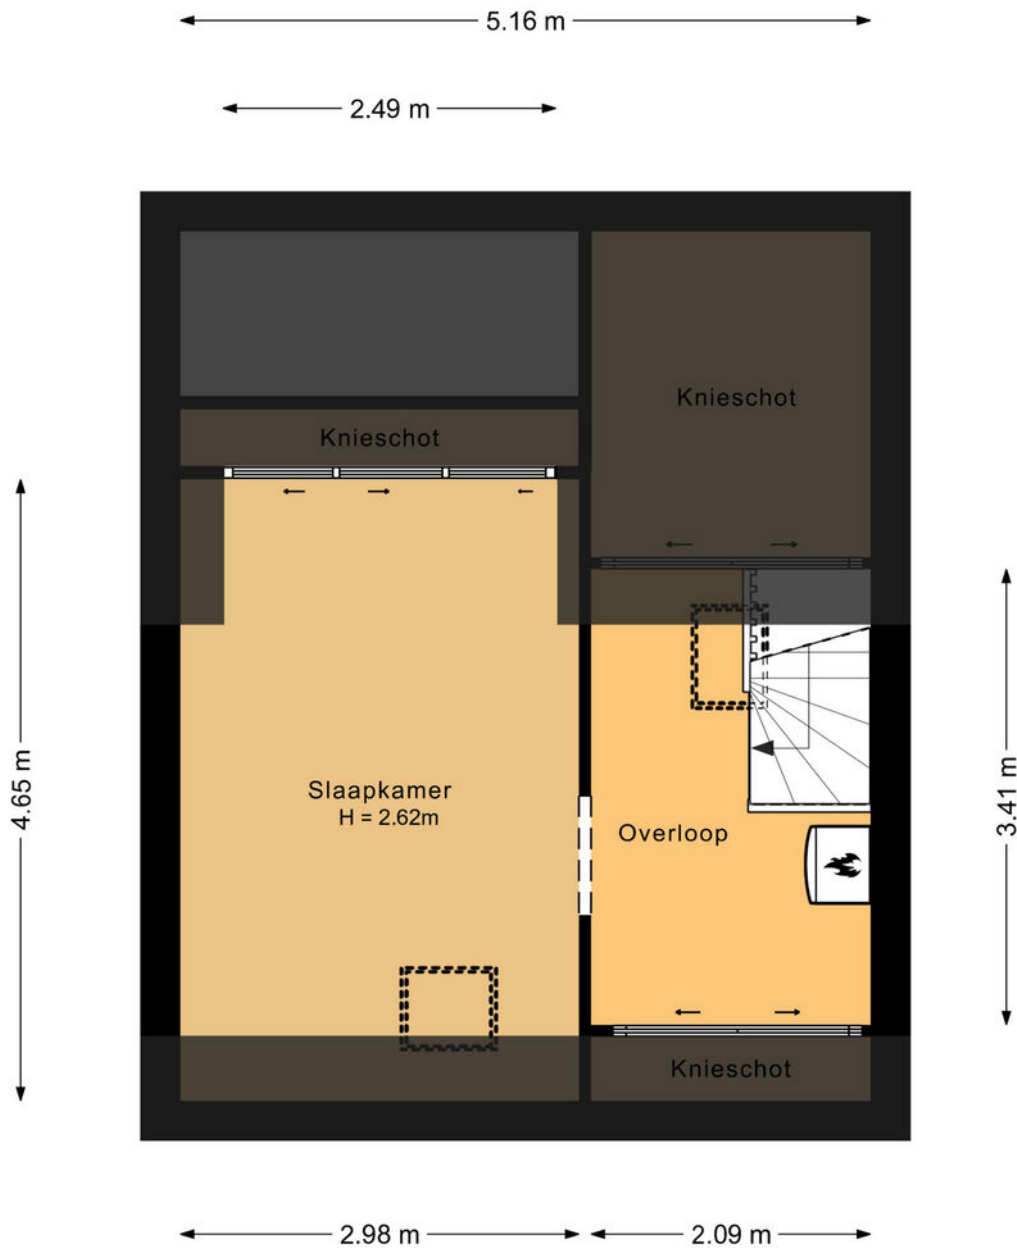 5.16 m
2.49 m
Knieschot
Knieschot
4.65 m
3.41 m
Slaapkamer
H = 2.62m
Overloop
Knieschot
2.98 m
2.09 m